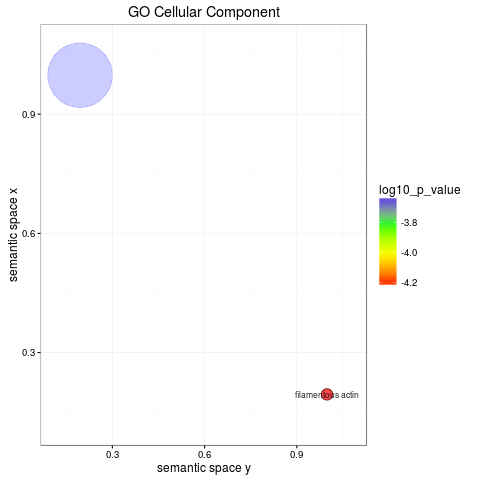 GO Cellular Component
semantic space x
0.9
0.6
0.3
filamentous actin
0.3
0.6
0.9
semantic space y
log10_p_value
-3.8
-4.0
-4.2